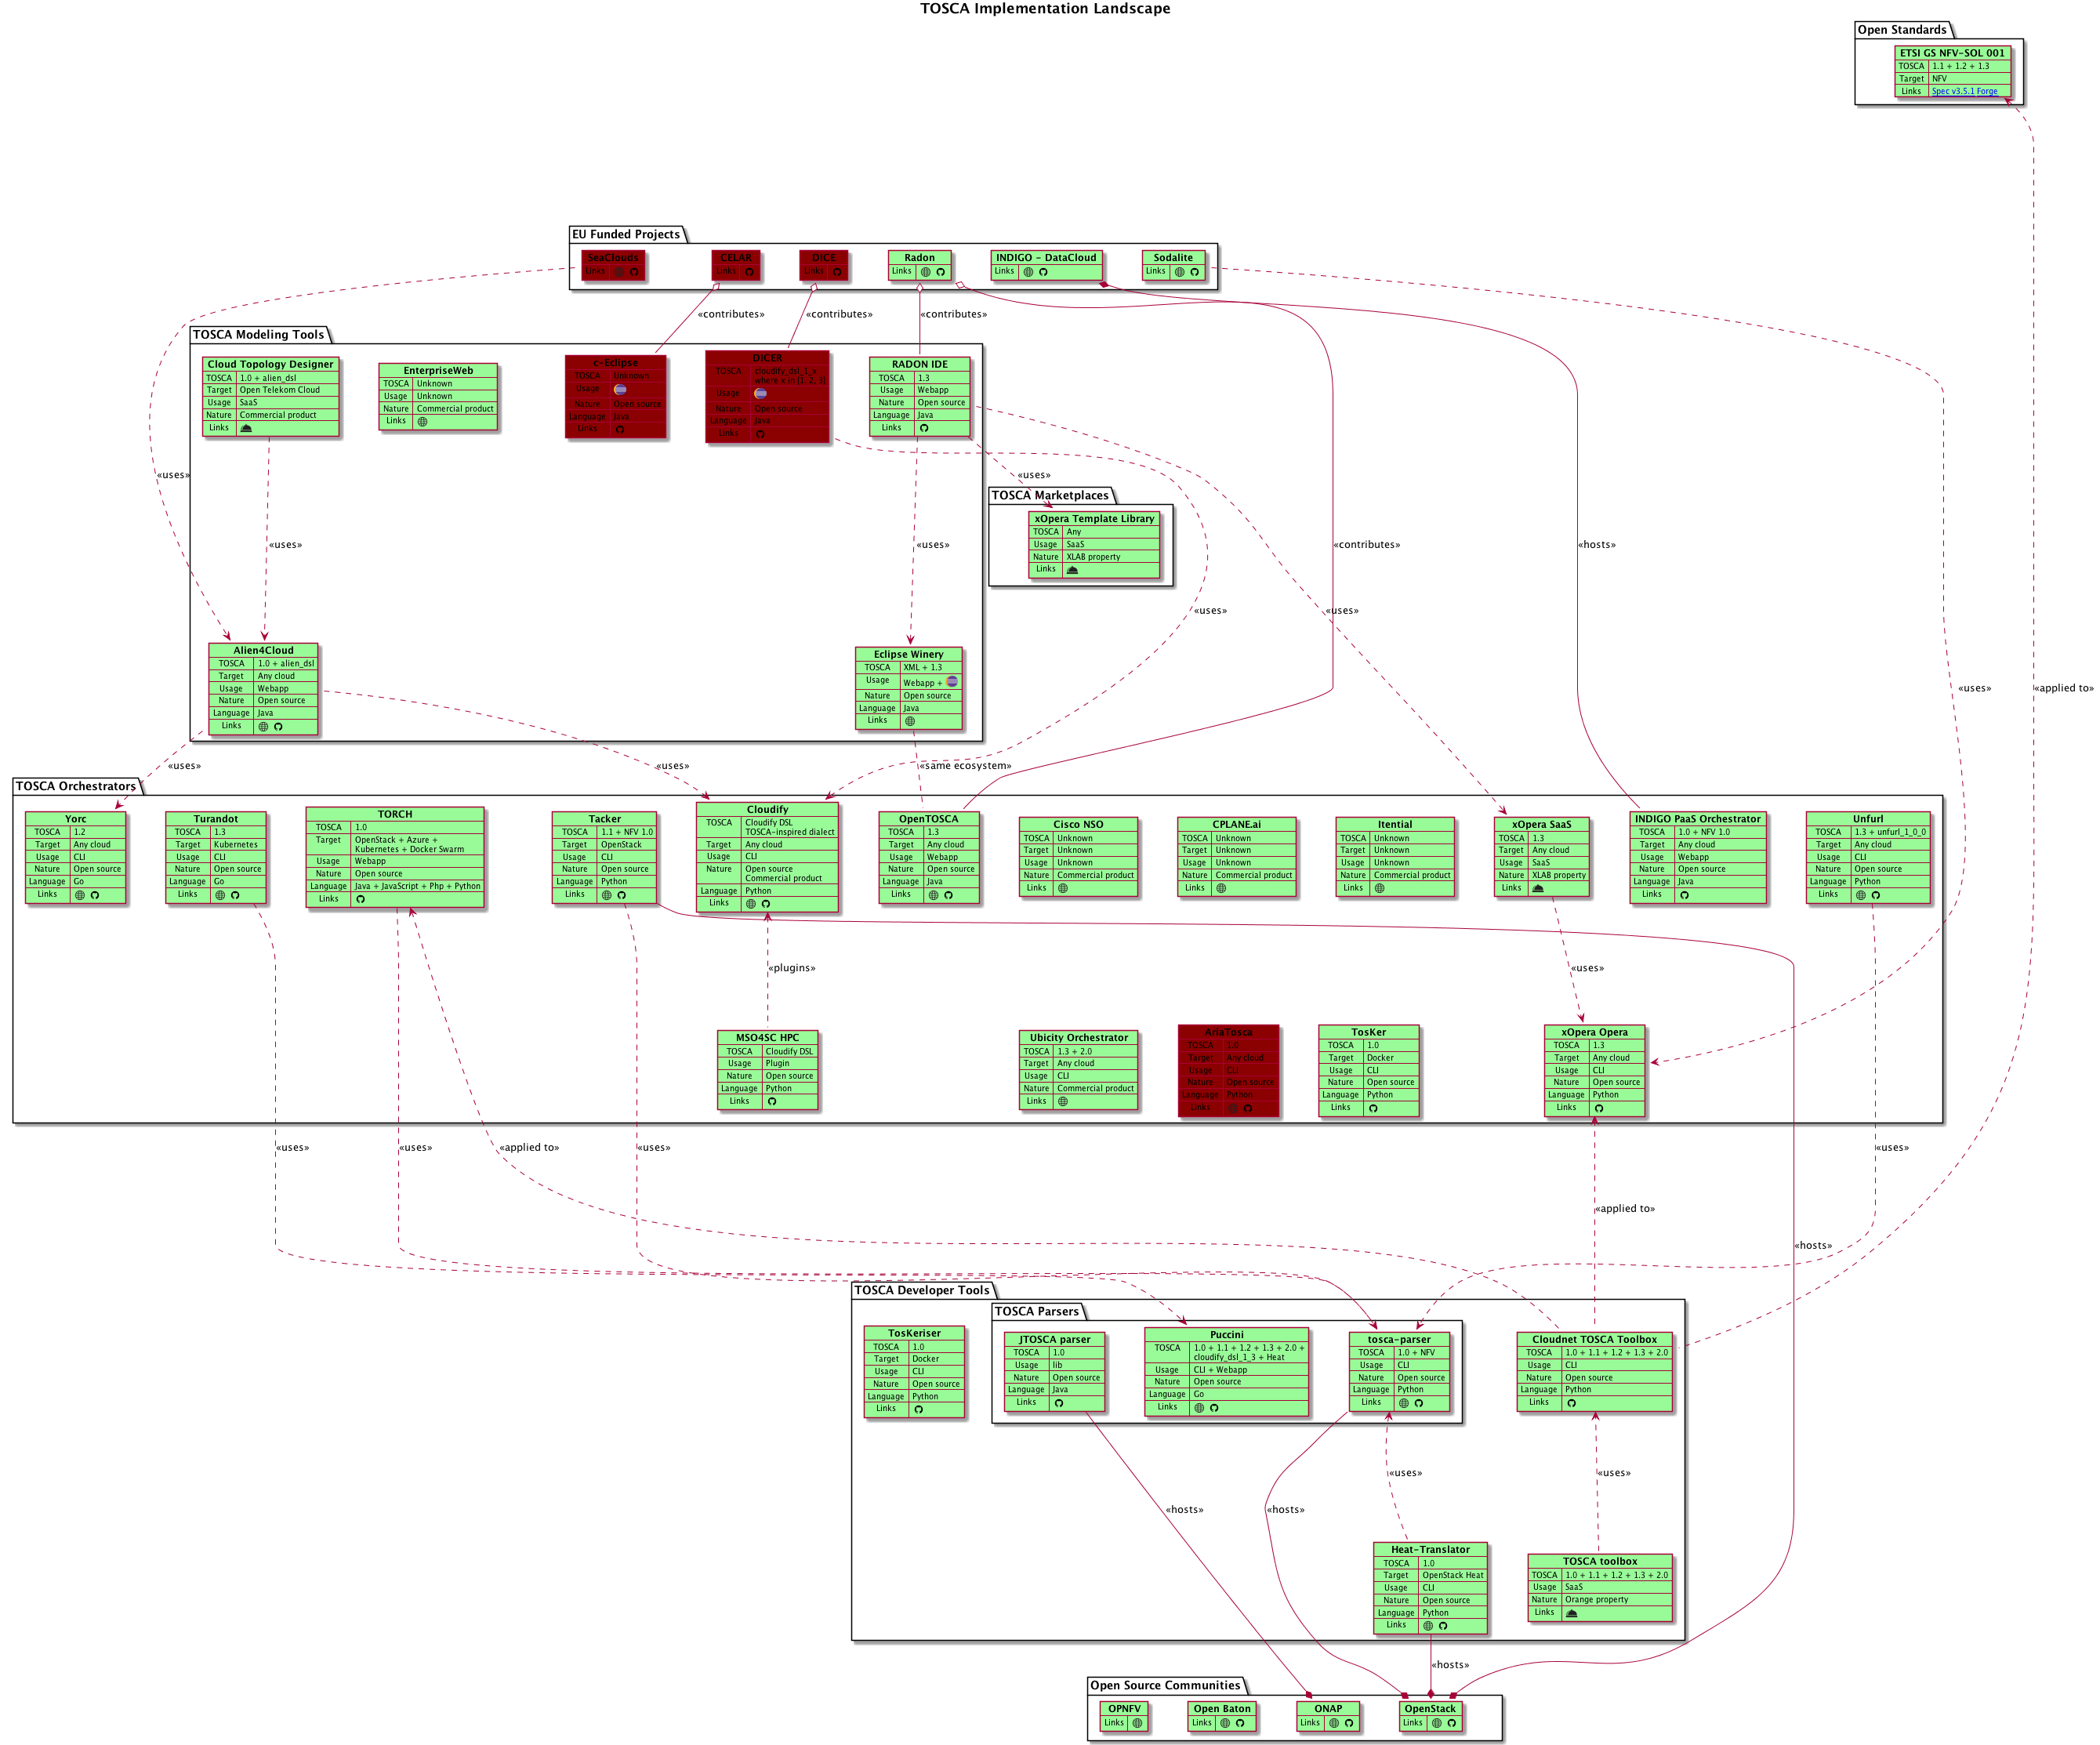 TOSCA Implementation Landscape
Open Standards
ETSI GS NFV-SOL 001
TOSCA 1.1 + 1.2 + 1.3
Target NFV
Links Spec v3.5.1 Forge
EU Funded Projects
SeaClouds
Links
CELAR
Links
DICE
Links
Radon
Links
INDIGO - DataCloud
Links
Sodalite
Links
«contributes»
«contributes»
«contributes»
TOSCA Modeling Tools
Cloud Topology Designer
TOSCA 1.0 + alien_dsl
Target Open Telekom Cloud
Usage SaaS
Nature Commercial product
Links
EnterpriseWeb
TOSCA Unknown
Usage Unknown
Nature Commercial product
Links
c-Eclipse
TOSCA Unknown
Usage
Nature Open source
Language Java
Links
DICER
TOSCA cloudify_dsl_1_x
where x in [1, 2, 3]
Usage
Nature Open source
Language Java
Links
RADON IDE
TOSCA 1.3
Usage Webapp
Nature Open source
Language Java
Links
«uses»
«uses»
TOSCA Marketplaces
xOpera Template Library
TOSCA Any
Usage SaaS
Nature XLAB property
Links
«uses»
«uses»
«contributes»
«hosts»
«uses»
«uses»
Alien4Cloud
TOSCA 1.0 + alien_dsl
Target Any cloud
Usage Webapp
Nature Open source
Language Java
Links
Eclipse Winery
TOSCA XML + 1.3
Usage Webapp +
Nature Open source
Language Java
Links
«uses»
«applied to»
«uses»
«uses»
«same ecosystem»
TOSCA Orchestrators
Yorc
TOSCA 1.2
Target Any cloud
Usage CLI
Nature Open source
Language Go
Links
Turandot
TOSCA 1.3
Target Kubernetes
Usage CLI
Nature Open source
Language Go
Links
TORCH
TOSCA 1.0
Target OpenStack + Azure +
Kubernetes + Docker Swarm
Usage Webapp
Nature Open source
Language Java + JavaScript + Php + Python
Links
Tacker
TOSCA 1.1 + NFV 1.0
Target OpenStack
Usage CLI
Nature Open source
Language Python
Links
Cloudify
TOSCA Cloudify DSL
TOSCA-inspired dialect
Target Any cloud
Usage CLI
Nature Open source
Commercial product
Language Python
Links
OpenTOSCA
TOSCA 1.3
Target Any cloud
Usage Webapp
Nature Open source
Language Java
Links
Cisco NSO
TOSCA Unknown
Target Unknown
Usage Unknown
Nature Commercial product
Links
CPLANE.ai
TOSCA Unknown
Target Unknown
Usage Unknown
Nature Commercial product
Links
Itential
TOSCA Unknown
Target Unknown
Usage Unknown
Nature Commercial product
Links
xOpera SaaS
TOSCA 1.3
Target Any cloud
Usage SaaS
Nature XLAB property
Links
INDIGO PaaS Orchestrator
TOSCA 1.0 + NFV 1.0
Target Any cloud
Usage Webapp
Nature Open source
Language Java
Links
Unfurl
TOSCA 1.3 + unfurl_1_0_0
Target Any cloud
Usage CLI
Nature Open source
Language Python
Links
«plugins»
«uses»
MSO4SC HPC
TOSCA Cloudify DSL
Usage Plugin
Nature Open source
Language Python
Links
Ubicity Orchestrator
TOSCA 1.3 + 2.0
Target Any cloud
Usage CLI
Nature Commercial product
Links
AriaTosca
TOSCA 1.0
Target Any cloud
Usage CLI
Nature Open source
Language Python
Links
TosKer
TOSCA 1.0
Target Docker
Usage CLI
Nature Open source
Language Python
Links
xOpera Opera
TOSCA 1.3
Target Any cloud
Usage CLI
Nature Open source
Language Python
Links
«uses»
«uses»
«applied to»
«uses»
«uses»
«applied to»
«hosts»
TOSCA Developer Tools
TosKeriser
TOSCA 1.0
Target Docker
Usage CLI
Nature Open source
Language Python
Links
TOSCA Parsers
JTOSCA parser
TOSCA 1.0
Usage lib
Nature Open source
Language Java
Links
Puccini
TOSCA 1.0 + 1.1 + 1.2 + 1.3 + 2.0 +
cloudify_dsl_1_3 + Heat
Usage CLI + Webapp
Nature Open source
Language Go
Links
tosca-parser
TOSCA 1.0 + NFV
Usage CLI
Nature Open source
Language Python
Links
Cloudnet TOSCA Toolbox
TOSCA 1.0 + 1.1 + 1.2 + 1.3 + 2.0
Usage CLI
Nature Open source
Language Python
Links
«uses»
«uses»
«hosts»
«hosts»
Heat-Translator
TOSCA 1.0
Target OpenStack Heat
Usage CLI
Nature Open source
Language Python
Links
TOSCA toolbox
TOSCA 1.0 + 1.1 + 1.2 + 1.3 + 2.0
Usage SaaS
Nature Orange property
Links
«hosts»
Open Source Communities
OPNFV
Links
Open Baton
Links
ONAP
Links
OpenStack
Links